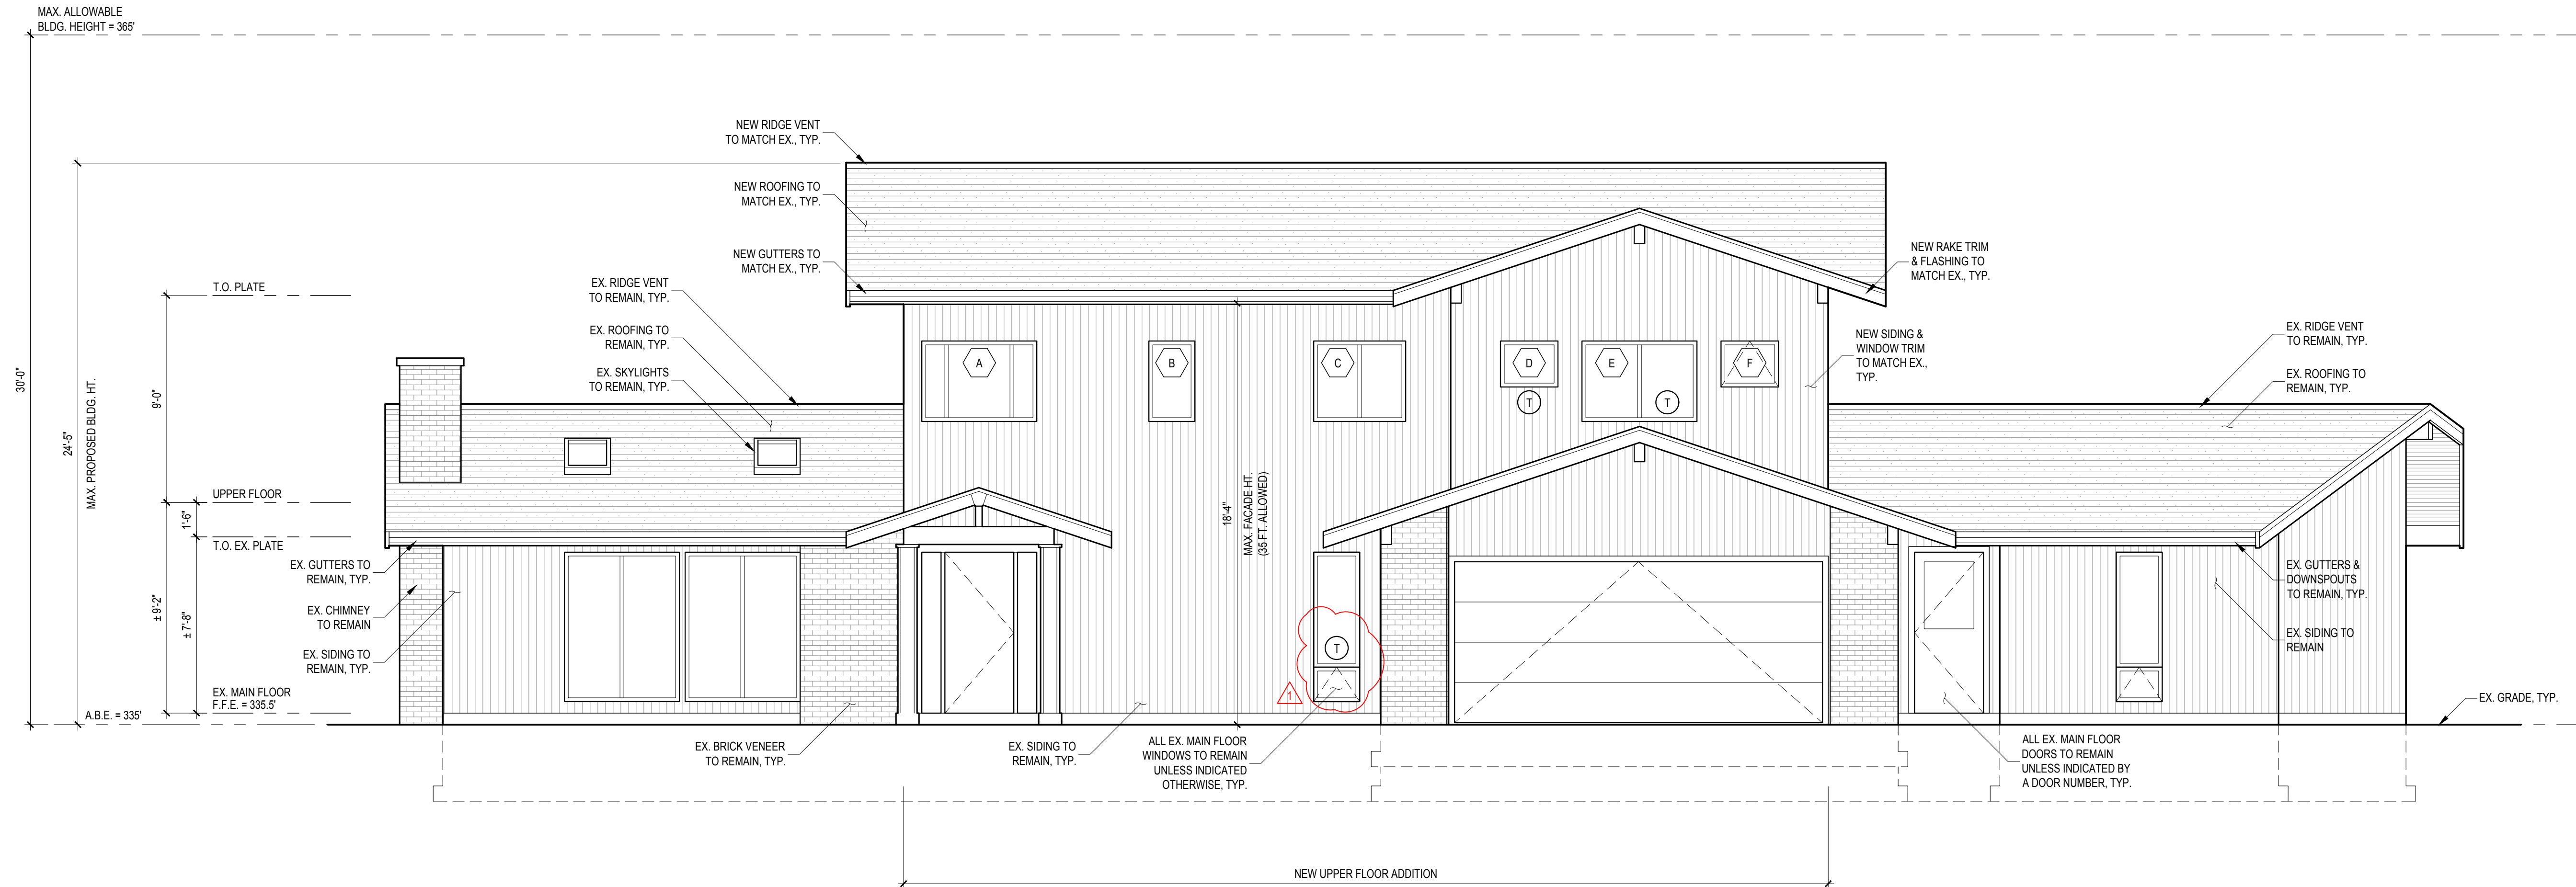 MAX. ALLOWABLE
BLDG. HEIGHT = 365'
30'-0"
24'-5"
MAX. PROPOSED BLDG. HT.
9'-0"
1'-6"
± 9'-2"
± 7'-8"
T.O. PLATE
UPPER FLOOR
T.O. EX. PLATE
EX. MAIN FLOOR
F.F.E. = 335.5'
A.B.E. = 335'
NEW RIDGE VENT
TO MATCH EX., TYP.
NEW ROOFING TO
MATCH EX., TYP.
NEW GUTTERS TO
MATCH EX., TYP.
EX. RIDGE VENT
TO REMAIN, TYP.
EX. ROOFING TO
REMAIN, TYP.
EX. SKYLIGHTS
TO REMAIN, TYP.
EX. GUTTERS TO
REMAIN, TYP.
EX. CHIMNEY
TO REMAIN
EX. SIDING TO
REMAIN, TYP.
A
B
C
D
E
F
T
T
T
1
18'-4"
MAX. FACADE HT.
(35 FT. ALLOWED)
NEW RAKE TRIM
& FLASHING TO
MATCH EX., TYP.
NEW SIDING &
WINDOW TRIM
TO MATCH EX.,
TYP.
EX. RIDGE VENT
TO REMAIN, TYP.
EX. ROOFING TO
REMAIN, TYP.
EX. GUTTERS &
DOWNSPOUTS
TO REMAIN, TYP.
EX. SIDING TO
REMAIN
EX. GRADE, TYP.
EX. BRICK VENEER
TO REMAIN, TYP.
EX. SIDING TO
REMAIN, TYP.
ALL EX. MAIN FLOOR
WINDOWS TO REMAIN
UNLESS INDICATED
OTHERWISE, TYP.
ALL EX. MAIN FLOOR
DOORS TO REMAIN
UNLESS INDICATED BY
A DOOR NUMBER, TYP.
NEW UPPER FLOOR ADDITION